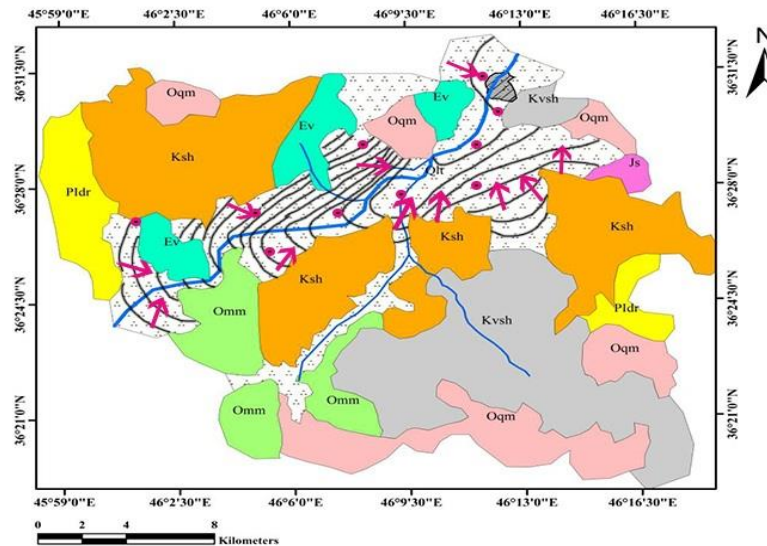 45°59'0"E 46°2'30"E 46°6'0"E 46°9'30"E 46°13'0"E 46°16'30"E
N
36°31'30"N
36°31'30"N
Oqm
Ev
Ev
Kvsh
Oqm
Oqm
Ksh
Qlt
Js
36°28'0"N
36°28'0"N
Pldr
Ev
Ksh
Ksh
Ksh
36°24'30"N
36°24'30"N
Omm
Kvsh
Pldr
Oqm
36°21'0"N
36°21'0"N
Omm
Omm
Oqm
45°59'0"E 46°2'30"E 46°6'0"E 46°9'30"E 46°13'0"E 46°16'30"E
0 2 4 8
Kilometers